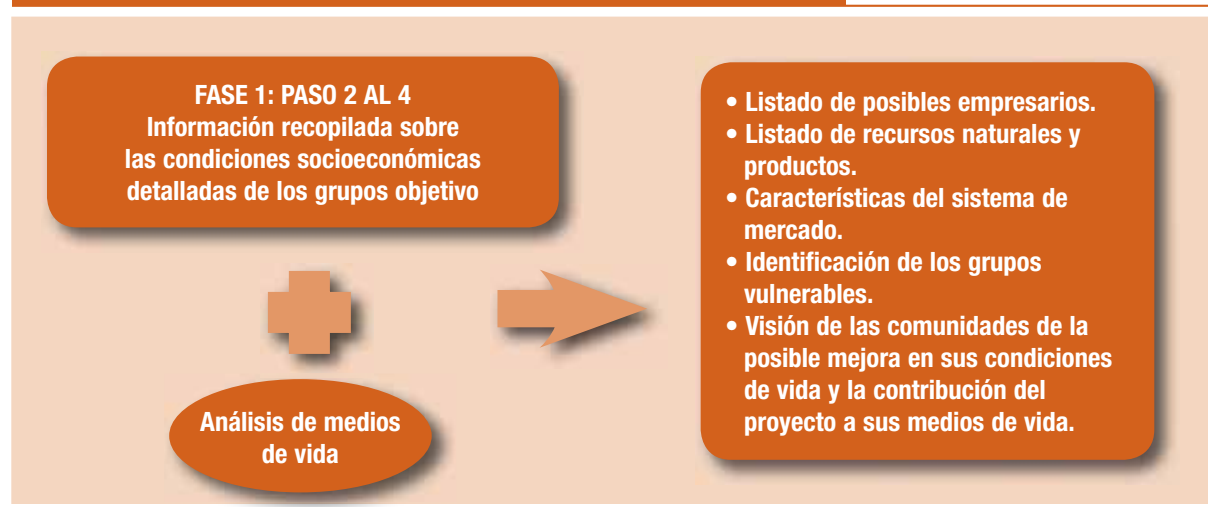 FASE 1: PASO 2 AL 4
Información recopilada sobre
las condiciones socioeconómicas
detalladas de los grupos objetivo
Análisis de medios
de vida
• Listado de posibles empresarios.
• Listado de recursos naturales y
productos.
• Características del sistema de
mercado.
• Identificación de los grupos
vulnerables.
• Visión de las comunidades de la
posible mejora en sus condiciones
de vida y la contribución del
proyecto a sus medios de vida.